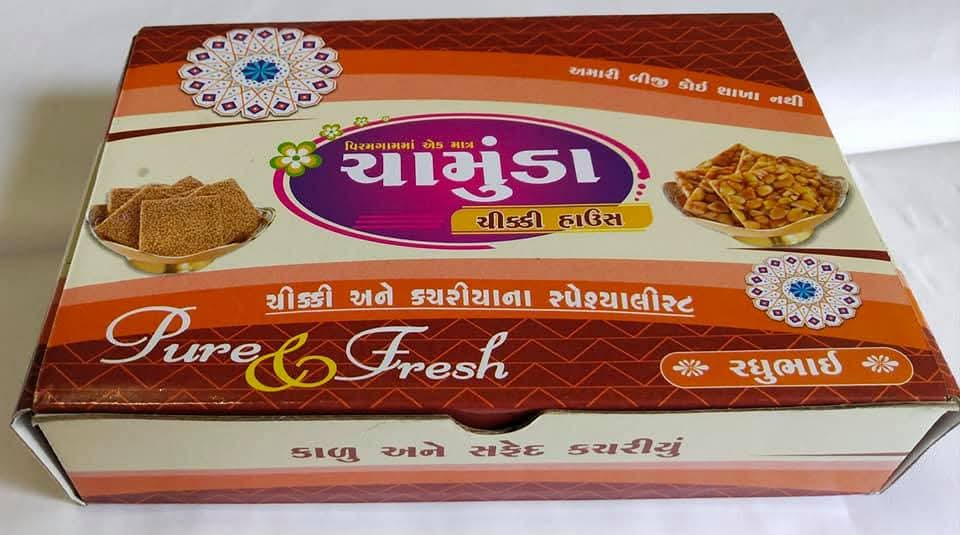 અમારી બીજી કોઇ શાખા નથી
વિરમગામમાં એક માત્ર
ચામુંડા
ચીક્કી હાઉસ
ચીક્કી અને કચરીયાના સ્પેશ્યાલીસ્ટ
Pure & Fresh
રઘુભાઈ
કાળુ અને સફેદ કચરીયું